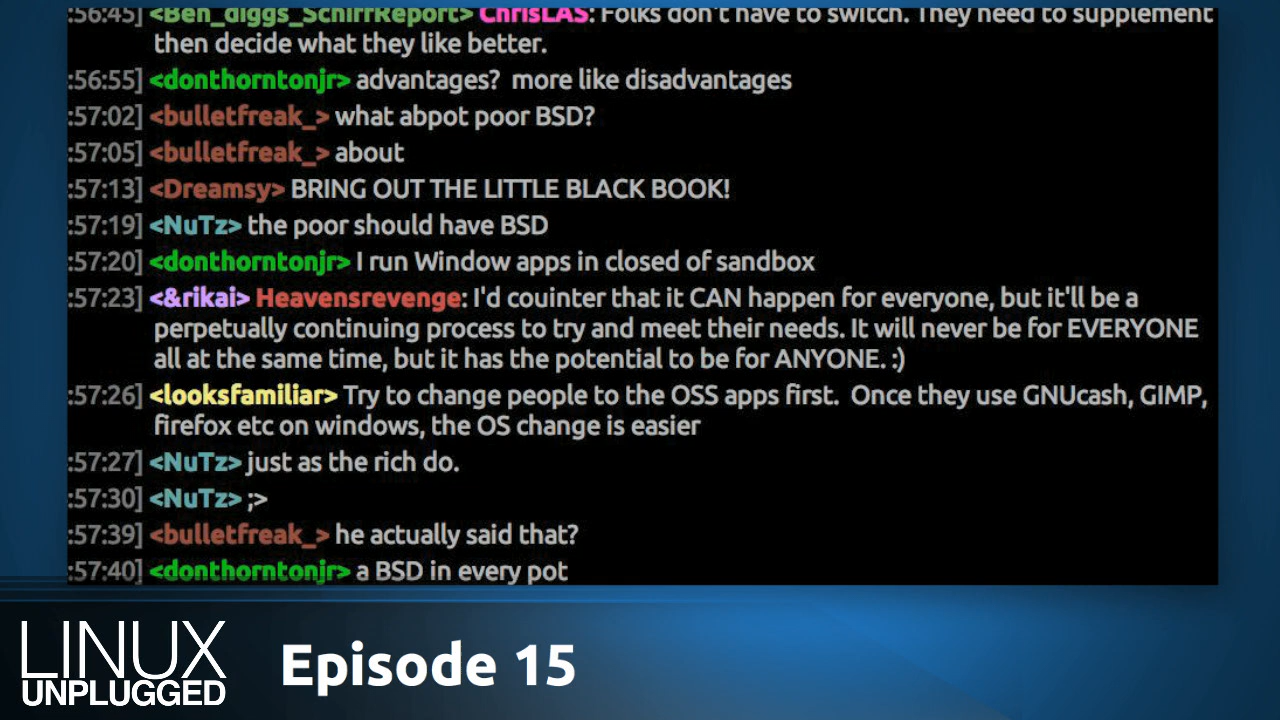 :56:45] <Ben_diggs_SchiffReport> ChrisLAS: Folks don't have to switch. They need to supplement
then decide what they like better.
:56:55] <donthorntonjr> advantages?  more like disadvantages
:57:02] <bulletfreak_> what abpot poor BSD?
:57:05] <bulletfreak_> about
:57:13] <Dreamsy> BRING OUT THE LITTLE BLACK BOOK!
:57:19] <NuTz> the poor should have BSD
:57:20] <donthorntonjr> I run Window apps in closed of sandbox
:57:23] <&rikai> Heavensrevenge: I'd couinter that it CAN happen for everyone, but it'll be a
perpetually continuing process to try and meet their needs. It will never be for EVERYONE
all at the same time, but it has the potential to be for ANYONE. :)
:57:26] <looksfamiliar> Try to change people to the OSS apps first.  Once they use GNUcash, GIMP,
firefox etc on windows, the OS change is easier
:57:27] <NuTz> just as the rich do.
:57:30] <NuTz> ;>
:57:39] <bulletfreak_> he actually said that?
:57:40] <donthorntonjr> a BSD in every pot
LINUX
UNPLUGGED
Episode 15